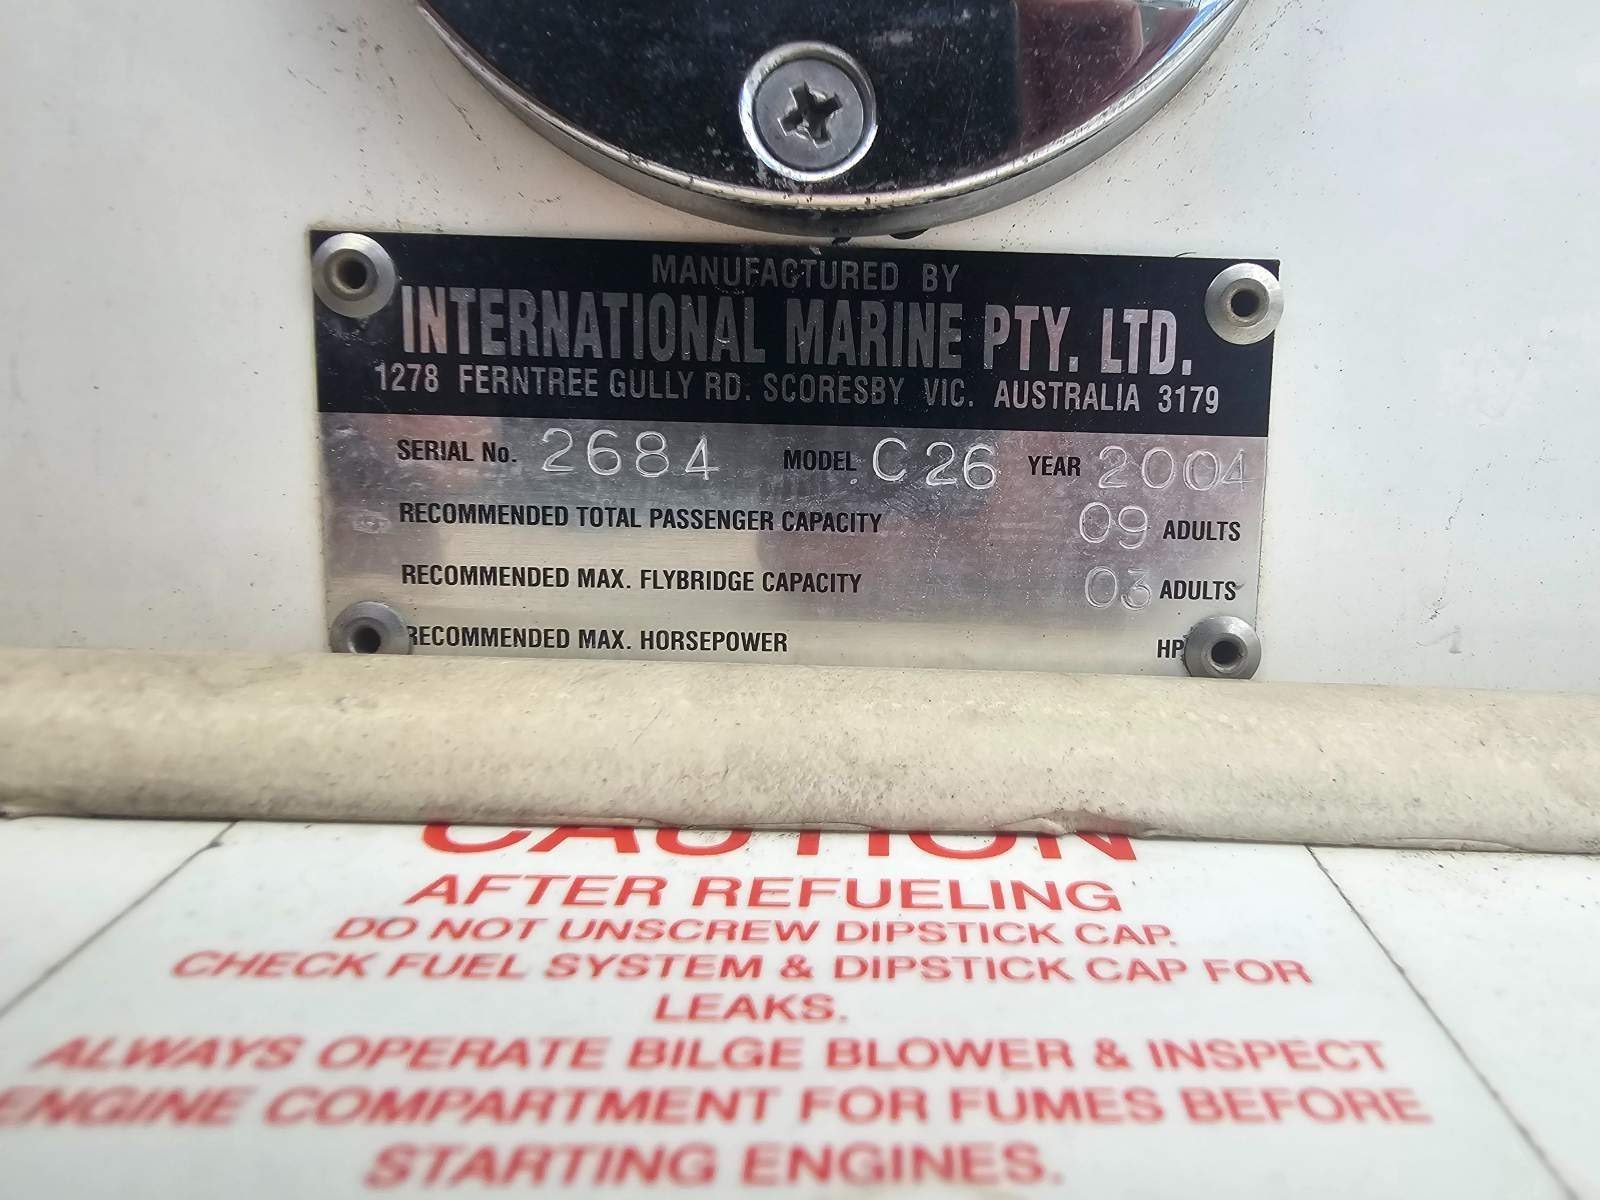 MANUFACTURED BY
INTERNATIONAL MARINE PTY. LTD.
1278 FERNTREE GULLY RD. SCORESBY VIC. AUSTRALIA 3179
SERIAL No. 2684 MODEL C26 YEAR 2004
RECOMMENDED TOTAL PASSENGER CAPACITY 09 ADULTS
RECOMMENDED MAX. FLYBRIDGE CAPACITY 03 ADULTS
RECOMMENDED MAX. HORSEPOWER HP
CAUTION
AFTER REFUELING
DO NOT UNSCREW DIPSTICK CAP.
CHECK FUEL SYSTEM & DIPSTICK CAP FOR
LEAKS.
ALWAYS OPERATE BILGE BLOWER & INSPECT
ENGINE COMPARTMENT FOR FUMES BEFORE
STARTING ENGINES.